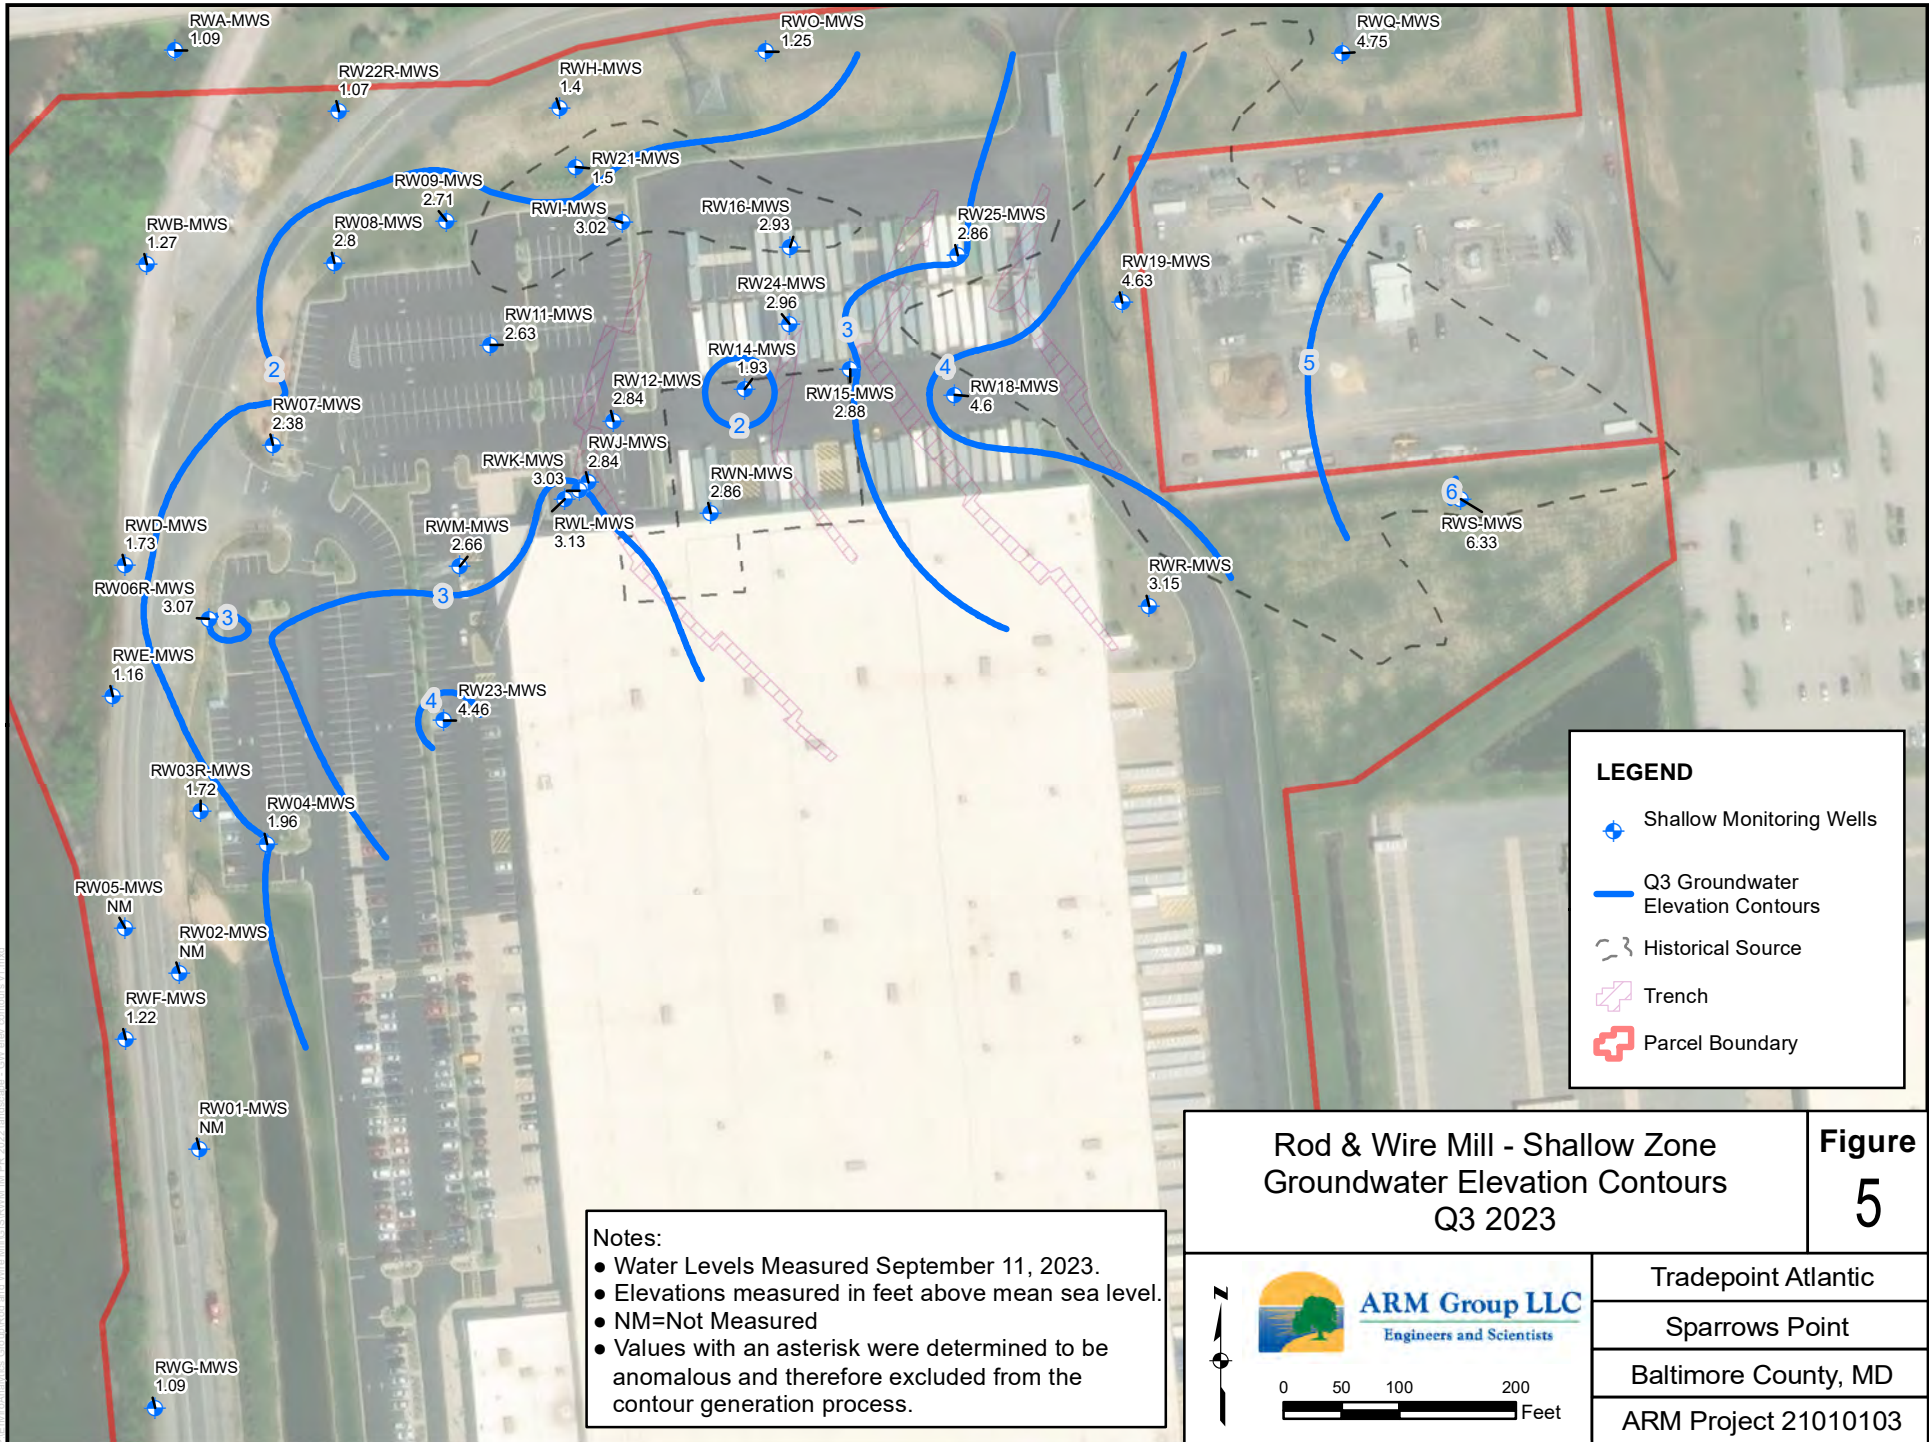 RWA-MWS
1.09
RWO-MWS
1.25
RWQ-MWS
4.75
RW22R-MWS
1.07
RWH-MWS
1.4
RW21-MWS
1.5
RW09-MWS
2.71
RW08-MWS
2.8
RWI-MWS
3.02
RW16-MWS
2.93
RW25-MWS
2.86
RWB-MWS
1.27
RW19-MWS
4.63
RW24-MWS
2.96
RW11-MWS
2.63
3
2
RW14-MWS
1.93
4
5
RW12-MWS
2.84
RW15-MWS
2.88
RW18-MWS
4.6
RW07-MWS
2.38
2
RWJ-MWS
2.84
RWK-MWS
3.03
RWN-MWS
2.86
6
RWS-MWS
6.33
RWD-MWS
1.73
RWM-MWS
2.66
RWL-MWS
3.13
RWR-MWS
3.15
RW06R-MWS
3.07
3
3
RWE-MWS
1.16
4
RW23-MWS
4.46
RW03R-MWS
1.72
RW04-MWS
1.96
RW05-MWS
NM
RW02-MWS
NM
RWF-MWS
1.22
RW01-MWS
NM
RWG-MWS
1.09
LEGEND
Shallow Monitoring Wells
Q3 Groundwater
Elevation Contours
Historical Source
Trench
Parcel Boundary
Notes:
● Water Levels Measured September 11, 2023.
● Elevations measured in feet above mean sea level.
● NM=Not Measured
● Values with an asterisk were determined to be
anomalous and therefore excluded from the
contour generation process.
Rod & Wire Mill - Shallow Zone
Groundwater Elevation Contours
Q3 2023
Figure
5
Z
ARM Group LLC
Engineers and Scientists
0 50 100 200
Feet
Tradepoint Atlantic
Sparrows Point
Baltimore County, MD
ARM Project 21010103